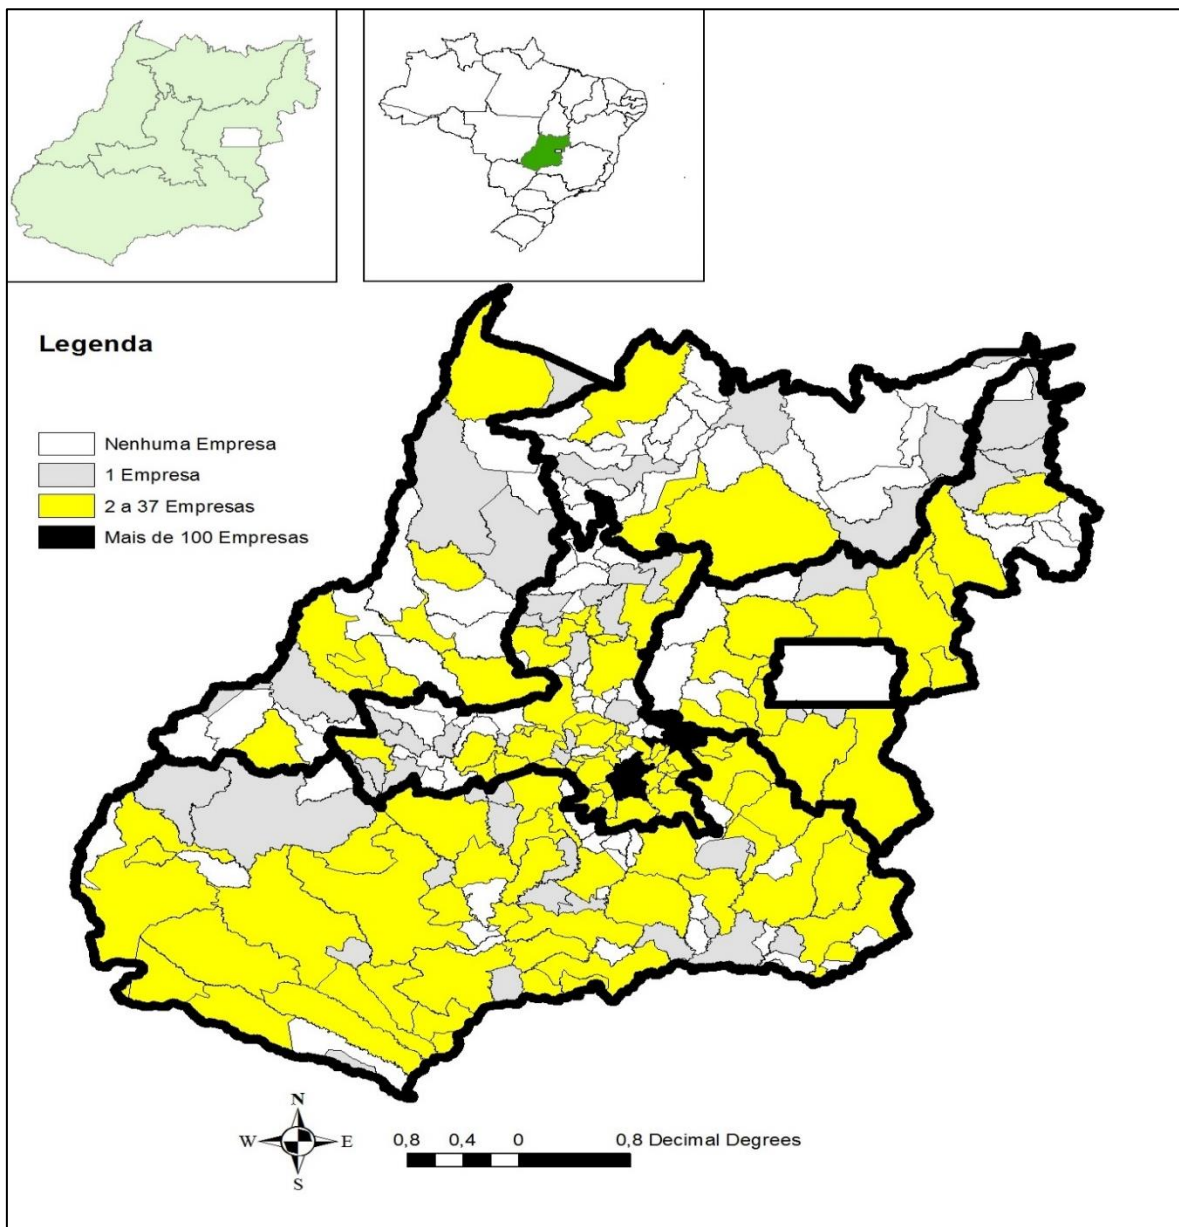 Legenda
Nenhuma Empresa
1 Empresa
2 a 37 Empresas
Mais de 100 Empresas
N
W E
S
0,8 0,4 0 0,8 Decimal Degrees